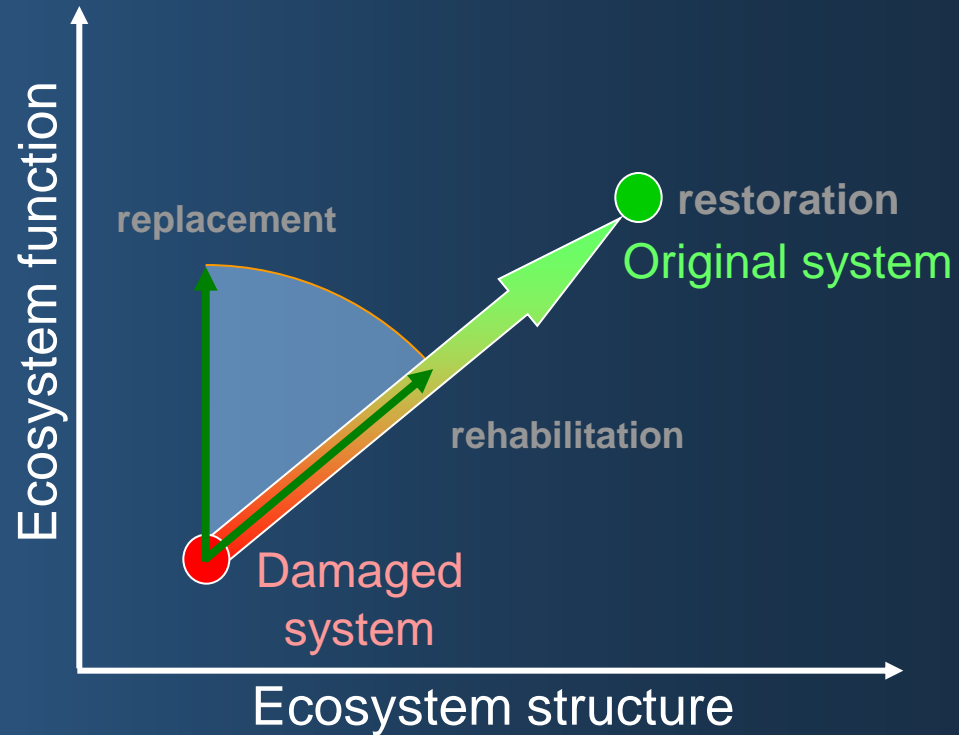 Ecosystem function
replacement
restoration
Original system
rehabilitation
Damaged
system
Ecosystem structure